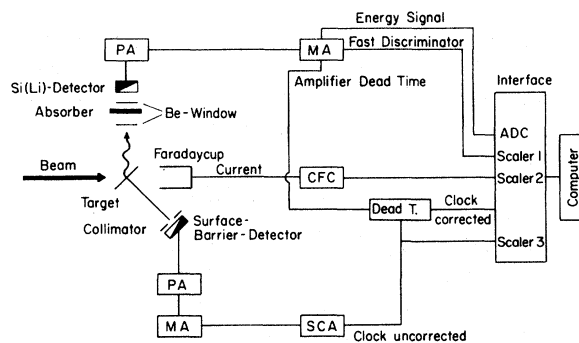 Energy Signal
PA
MA
Fast Discriminator
Amplifier Dead Time
Interface
Si(Li)-Detector
Absorber
Be-Window
ADC
Scaler 1
Beam
Faradaycup
Current
CFC
Scaler 2
Computer
Target
Dead T.
Clock
corrected
Collimator
Surface-
Barrier-Detector
Scaler 3
PA
MA
SCA
Clock uncorrected